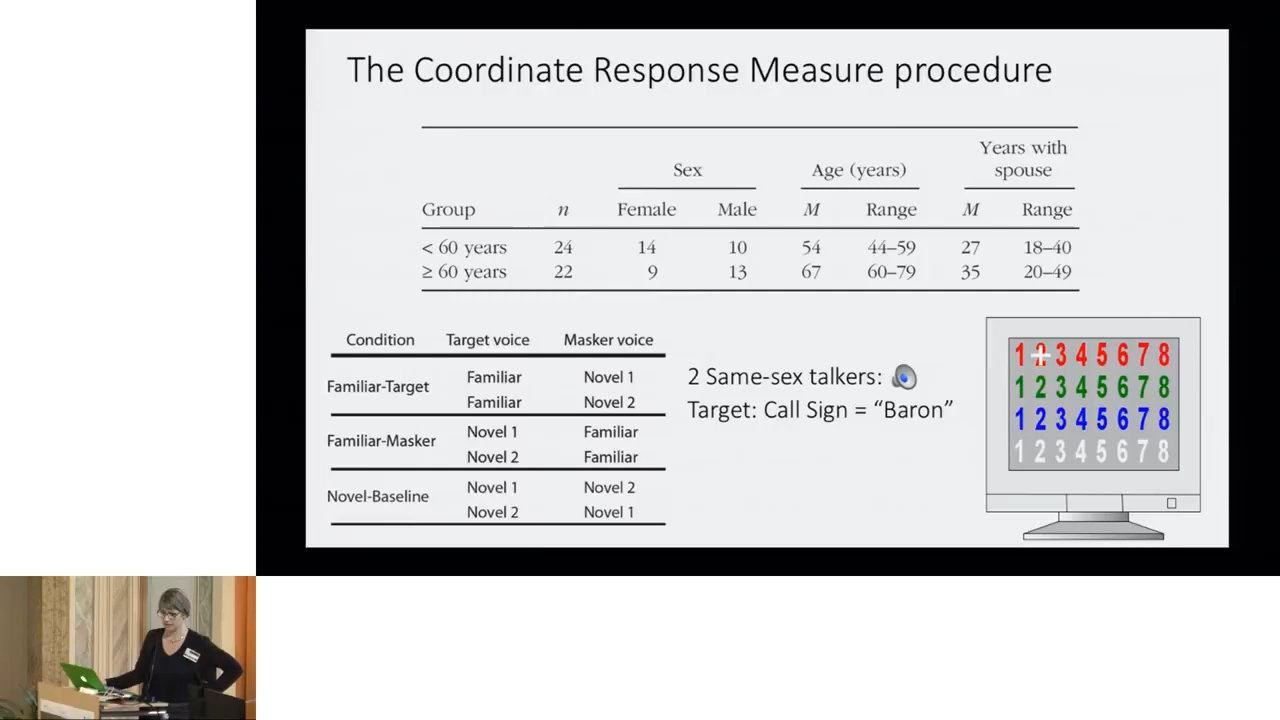 The Coordinate Response Measure procedure
Years with
Sex Age (years) spouse
Group n Female Male M Range M Range
< 60 years 24 14 10 54 44–59 27 18–40
≥ 60 years 22 9 13 67 60–79 35 20–49
Condition Target voice Masker voice
Familiar-Target
Familiar Novel 1
Familiar Novel 2
Familiar-Masker
Novel 1 Familiar
Novel 2 Familiar
Novel-Baseline
Novel 1 Novel 2
Novel 2 Novel 1
2 Same-sex talkers:
Target: Call Sign = “Baron”
1 2 3 4 5 6 7 8
1 2 3 4 5 6 7 8
1 2 3 4 5 6 7 8
1 2 3 4 5 6 7 8